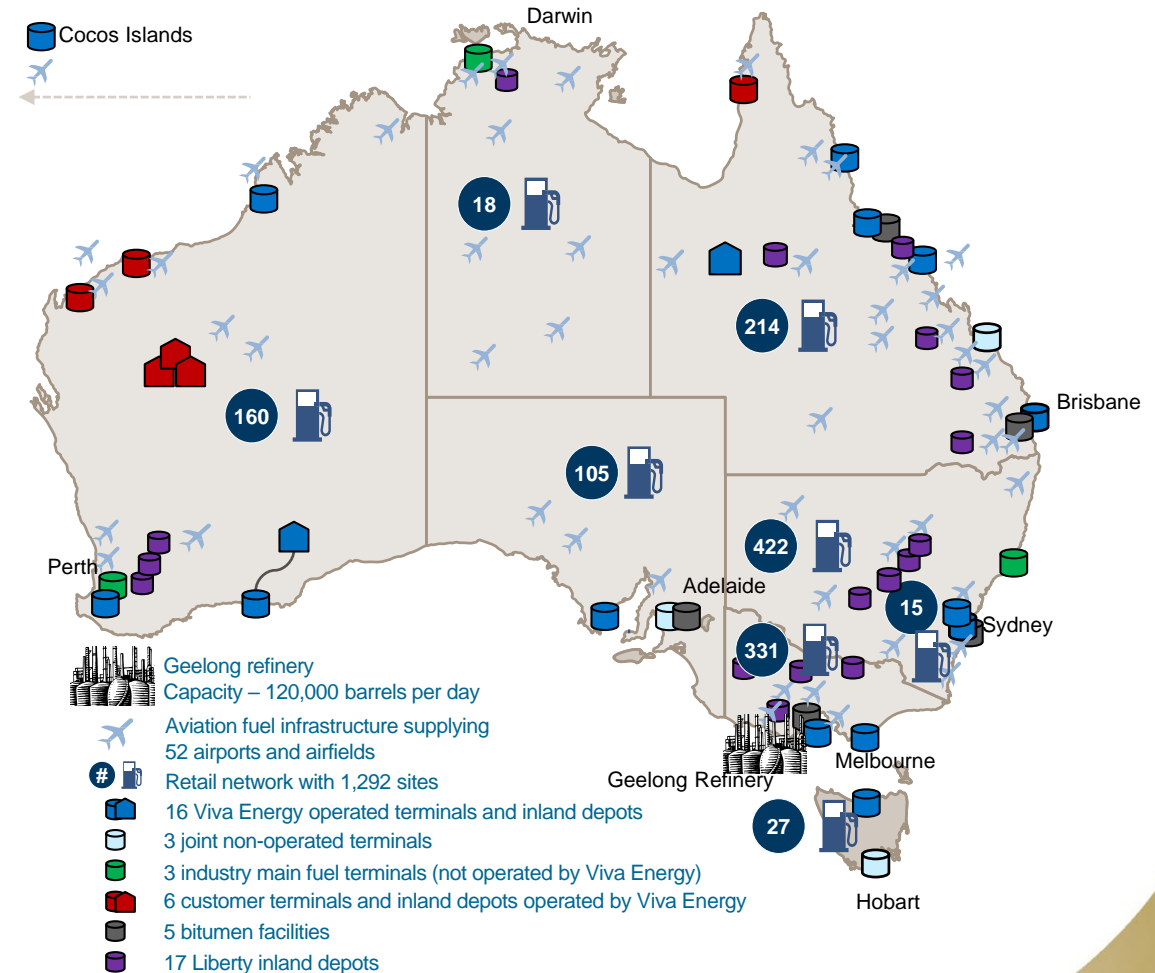 Darwin
Cocos Islands
18
214
160
Brisbane
105
422
Perth
Adelaide
15
Sydney
331
Geelong refinery
Capacity – 120,000 barrels per day
Aviation fuel infrastructure supplying
52 airports and airfields
Melbourne
Geelong Refinery
# Retail network with 1,292 sites
16 Viva Energy operated terminals and inland depots
27
3 joint non-operated terminals
3 industry main fuel terminals (not operated by Viva Energy)
6 customer terminals and inland depots operated by Viva Energy
Hobart
5 bitumen facilities
17 Liberty inland depots